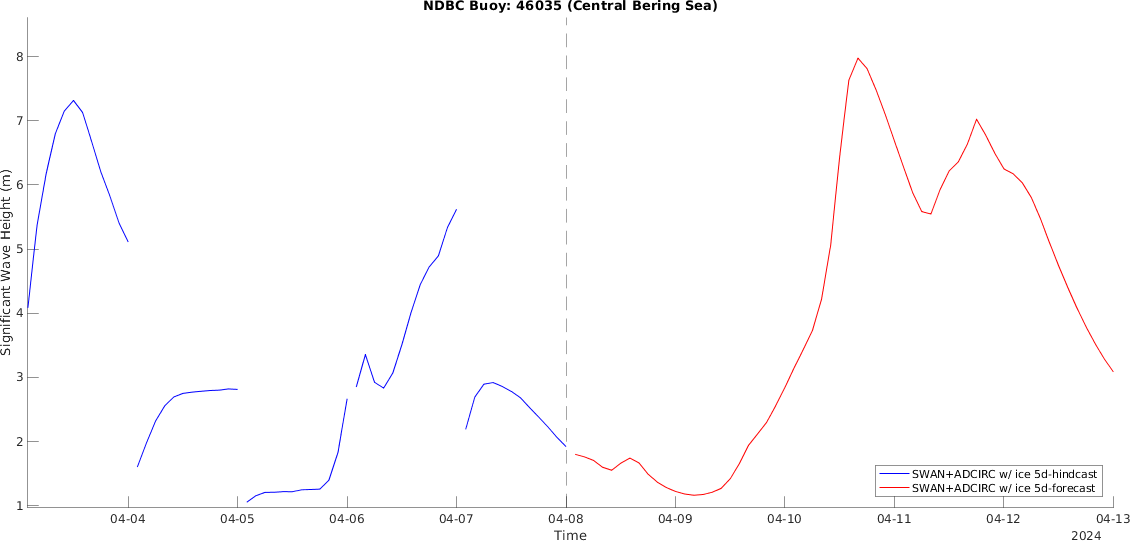 NDBC Buoy: 46035 (Central Bering Sea)
Significant Wave Height (m)
8
7
6
5
4
3
2
1
SWAN+ADCIRC w/ ice 5d-hindcast
SWAN+ADCIRC w/ ice 5d-forecast
04-04 04-05 04-06 04-07 04-08 04-09 04-10 04-11 04-12 04-13
Time
2024